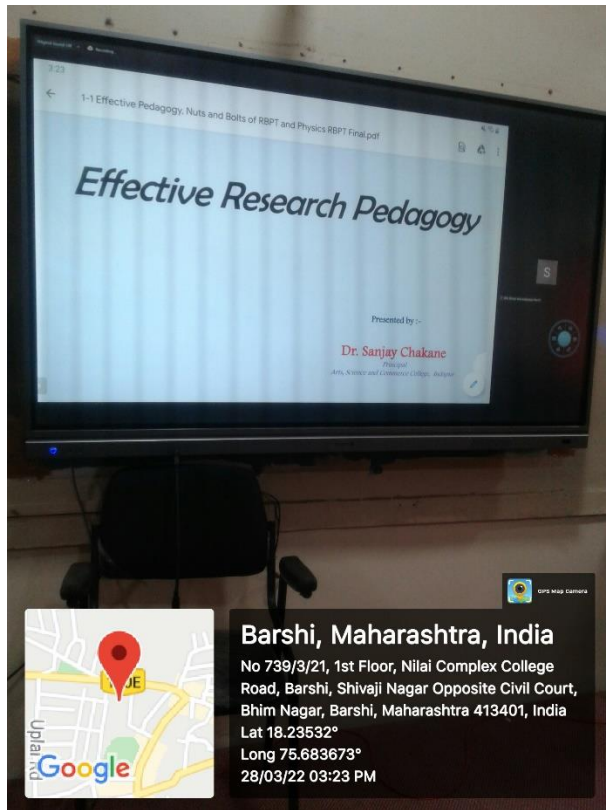 3:23
1-1 Effective Pedagogy, Nuts and Bolts of RBPT and Physics RBPT Final.pdf
Effective Research Pedagogy
S
Presented by :-
Dr. Sanjay Chakane
Principal
Arts, Science and Commerce College,
GPS Map Camera
Barshi, Maharashtra, India
No 739/3/21, 1st Floor, Nilai Complex College
Road, Barshi, Shivaji Nagar Opposite Civil Court,
Bhim Nagar, Barshi, Maharashtra 413401, India
Lat 18.23532°
Long 75.683673°
28/03/22 03:23 PM
Uplai Rd
Google